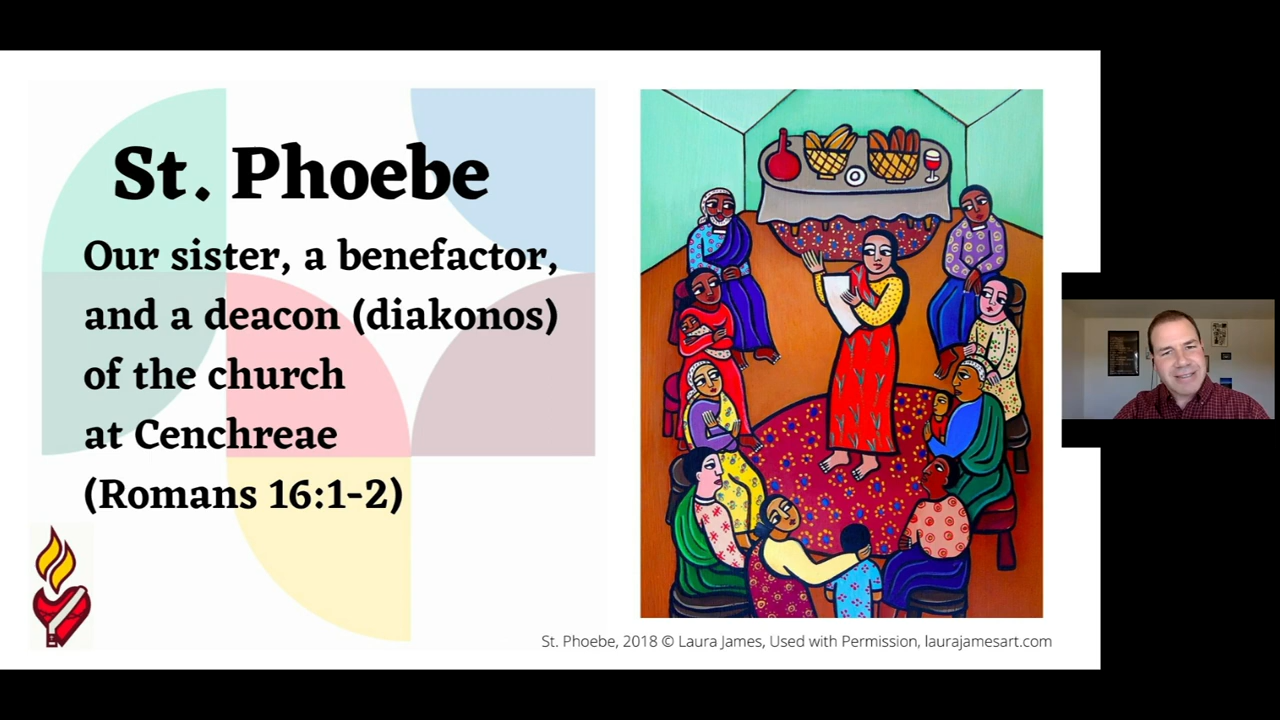 St. Phoebe
Our sister, a benefactor,
and a deacon (diakonos)
of the church
at Cenchreae
(Romans 16:1-2)
St. Phoebe, 2018 © Laura James, Used with Permission, laurajamesart.com